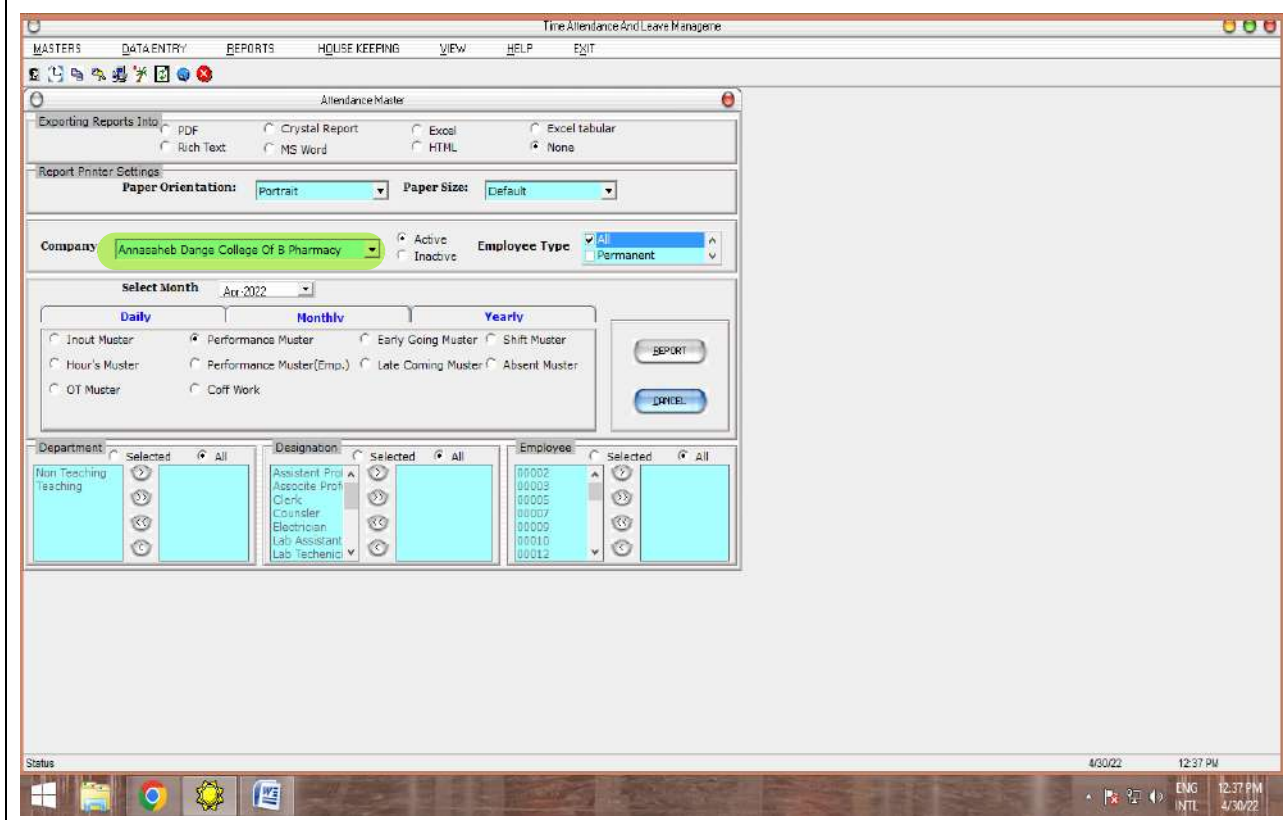 Time Attendance And Leave Manageme
MASTERS DATA ENTRY REPORTS HOUSE KEEPING VIEW HELP EXIT
Attendance Master
Exporting Reports Into
PDF Crystal Report Excel Excel tabular
Rich Text MS Word HTML None
Report Printer Settings
Paper Orientation: Portrait Paper Size: Default
Company Annasaheb Dange College Of B Pharmacy Active Employee Type All
Inactive Permanent
Select Month Apr-2022
Daily Monthly Yearly
Inout Muster Performance Muster Early Going Muster Shift Muster
Hour's Muster Performance Muster(Emp.) Late Coming Muster Absent Muster
OT Muster Coff Work
REPORT
CANCEL
Department Selected All Designation Selected All Employee Selected All
Non Teaching
Teaching
Assistant Prof
Associte Prof
Clerk
Counsler
Electrician
Lab Assistant
Lab Techenici
00002
00003
00005
00007
00009
00010
00012
Status 4/30/22 12:37 PM
ENG 12:37 PM
INTL 4/30/22